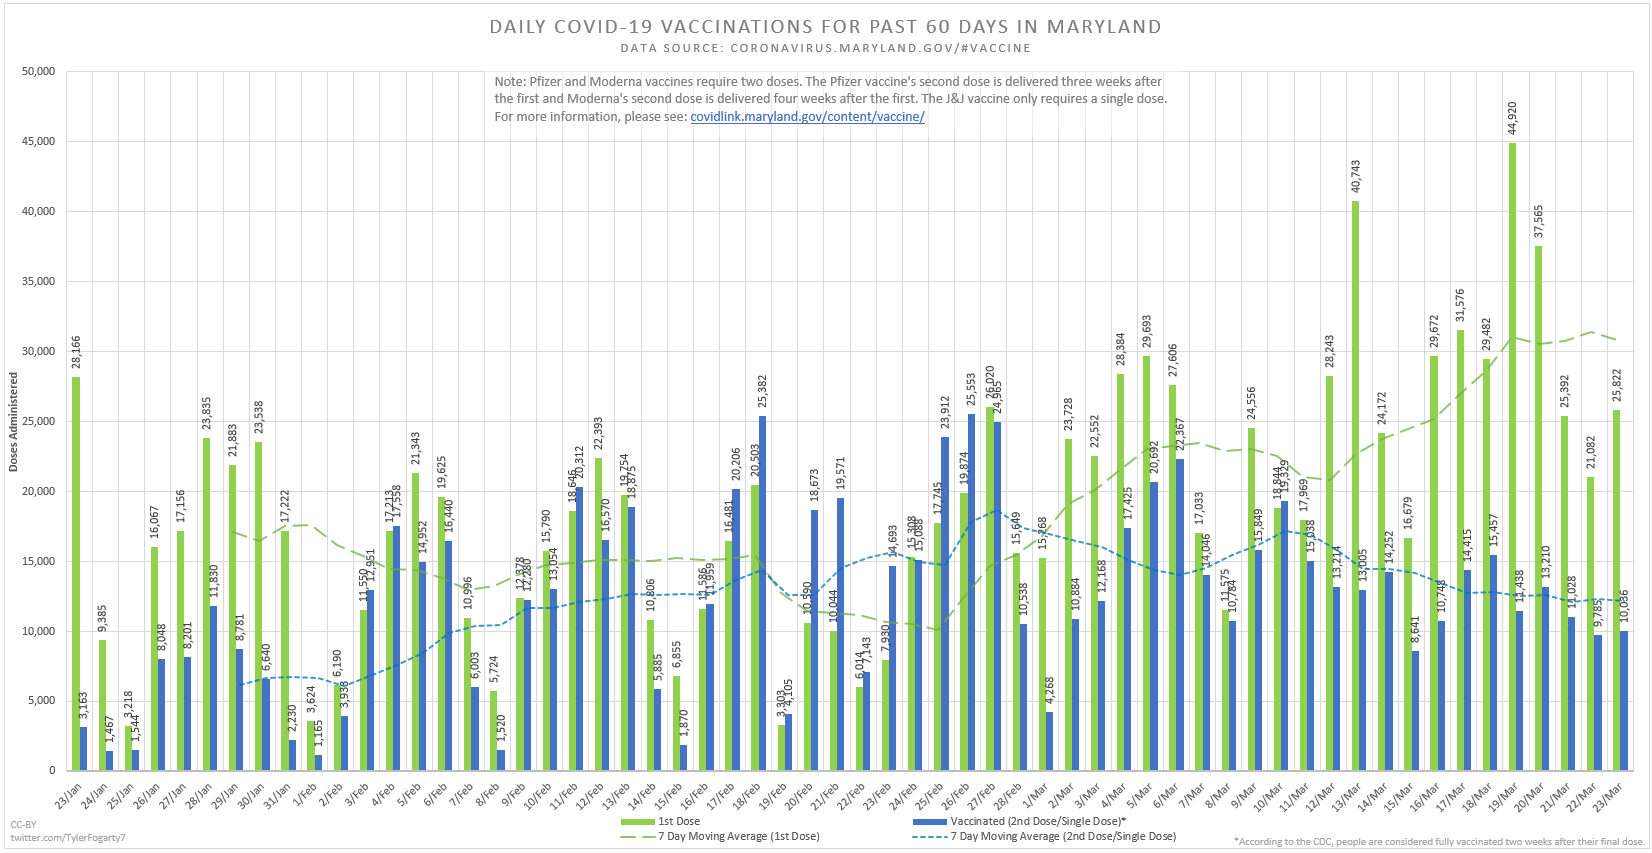 DAILY COVID-19 VACCINATIONS FOR PAST 60 DAYS IN MARYLAND
DATA SOURCE: CORONAVIRUS.MARYLAND.GOV/#VACCINE
Note: Pfizer and Moderna vaccines require two doses. The Pfizer vaccine's second dose is delivered three weeks after
the first and Moderna's second dose is delivered four weeks after the first. The J&J vaccine only requires a single dose.
For more information, please see: covidlink.maryland.gov/content/vaccine/
Doses Administered
50,000
45,000
40,000
35,000
30,000
25,000
20,000
15,000
10,000
5,000
0
28,166
3,163
9,385
1,467
3,218
1,544
16,067
8,048
17,156
8,201
23,835
11,830
21,883
8,781
23,538
6,640
17,222
2,230
3,624
1,165
6,190
3,938
11,550
12,951
17,213
17,558
21,343
14,952
19,625
16,440
10,996
6,003
5,724
1,520
12,378
12,280
15,790
13,054
18,646
20,312
22,393
16,570
19,754
18,875
10,806
5,885
6,855
1,870
11,586
11,959
16,481
20,206
20,503
25,382
3,303
4,105
10,590
18,673
10,044
19,571
6,014
7,143
7,930
14,693
15,308
15,088
17,745
23,912
19,874
25,553
26,020
24,965
15,649
10,538
15,268
4,268
23,728
10,884
22,552
12,168
28,384
17,425
29,693
20,692
27,606
22,367
17,033
14,046
11,575
10,784
24,556
15,849
18,844
19,329
17,969
15,038
28,243
13,214
40,743
13,005
24,172
14,252
16,679
8,641
29,672
10,748
31,576
14,415
29,482
15,457
44,920
11,438
37,565
13,210
25,392
11,028
21,082
9,785
25,822
10,036
23/Jan
24/Jan
25/Jan
26/Jan
27/Jan
28/Jan
29/Jan
30/Jan
31/Jan
1/Feb
2/Feb
3/Feb
4/Feb
5/Feb
6/Feb
7/Feb
8/Feb
9/Feb
10/Feb
11/Feb
12/Feb
13/Feb
14/Feb
15/Feb
16/Feb
17/Feb
18/Feb
19/Feb
20/Feb
21/Feb
22/Feb
23/Feb
24/Feb
25/Feb
26/Feb
27/Feb
28/Feb
1/Mar
2/Mar
3/Mar
4/Mar
5/Mar
6/Mar
7/Mar
8/Mar
9/Mar
10/Mar
11/Mar
12/Mar
13/Mar
14/Mar
15/Mar
16/Mar
17/Mar
18/Mar
19/Mar
20/Mar
21/Mar
22/Mar
23/Mar
1st Dose
Vaccinated (2nd Dose/Single Dose)*
7 Day Moving Average (1st Dose)
7 Day Moving Average (2nd Dose/Single Dose)
CC-BY
twitter.com/TylerFogarty7
*According to the CDC, people are considered fully vaccinated two weeks after their final dose.